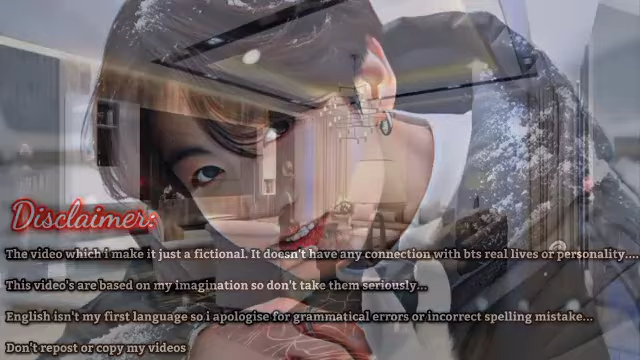 Disclaimer:
The video which i make it just a fictional. It doesn't have any connection with bts real lives or personality....
This video's are based on my imagination so don't take them seriously...
English isn't my first language so i apologise for grammatical errors or incorrect spelling mistake...
Don't repost or copy my videos